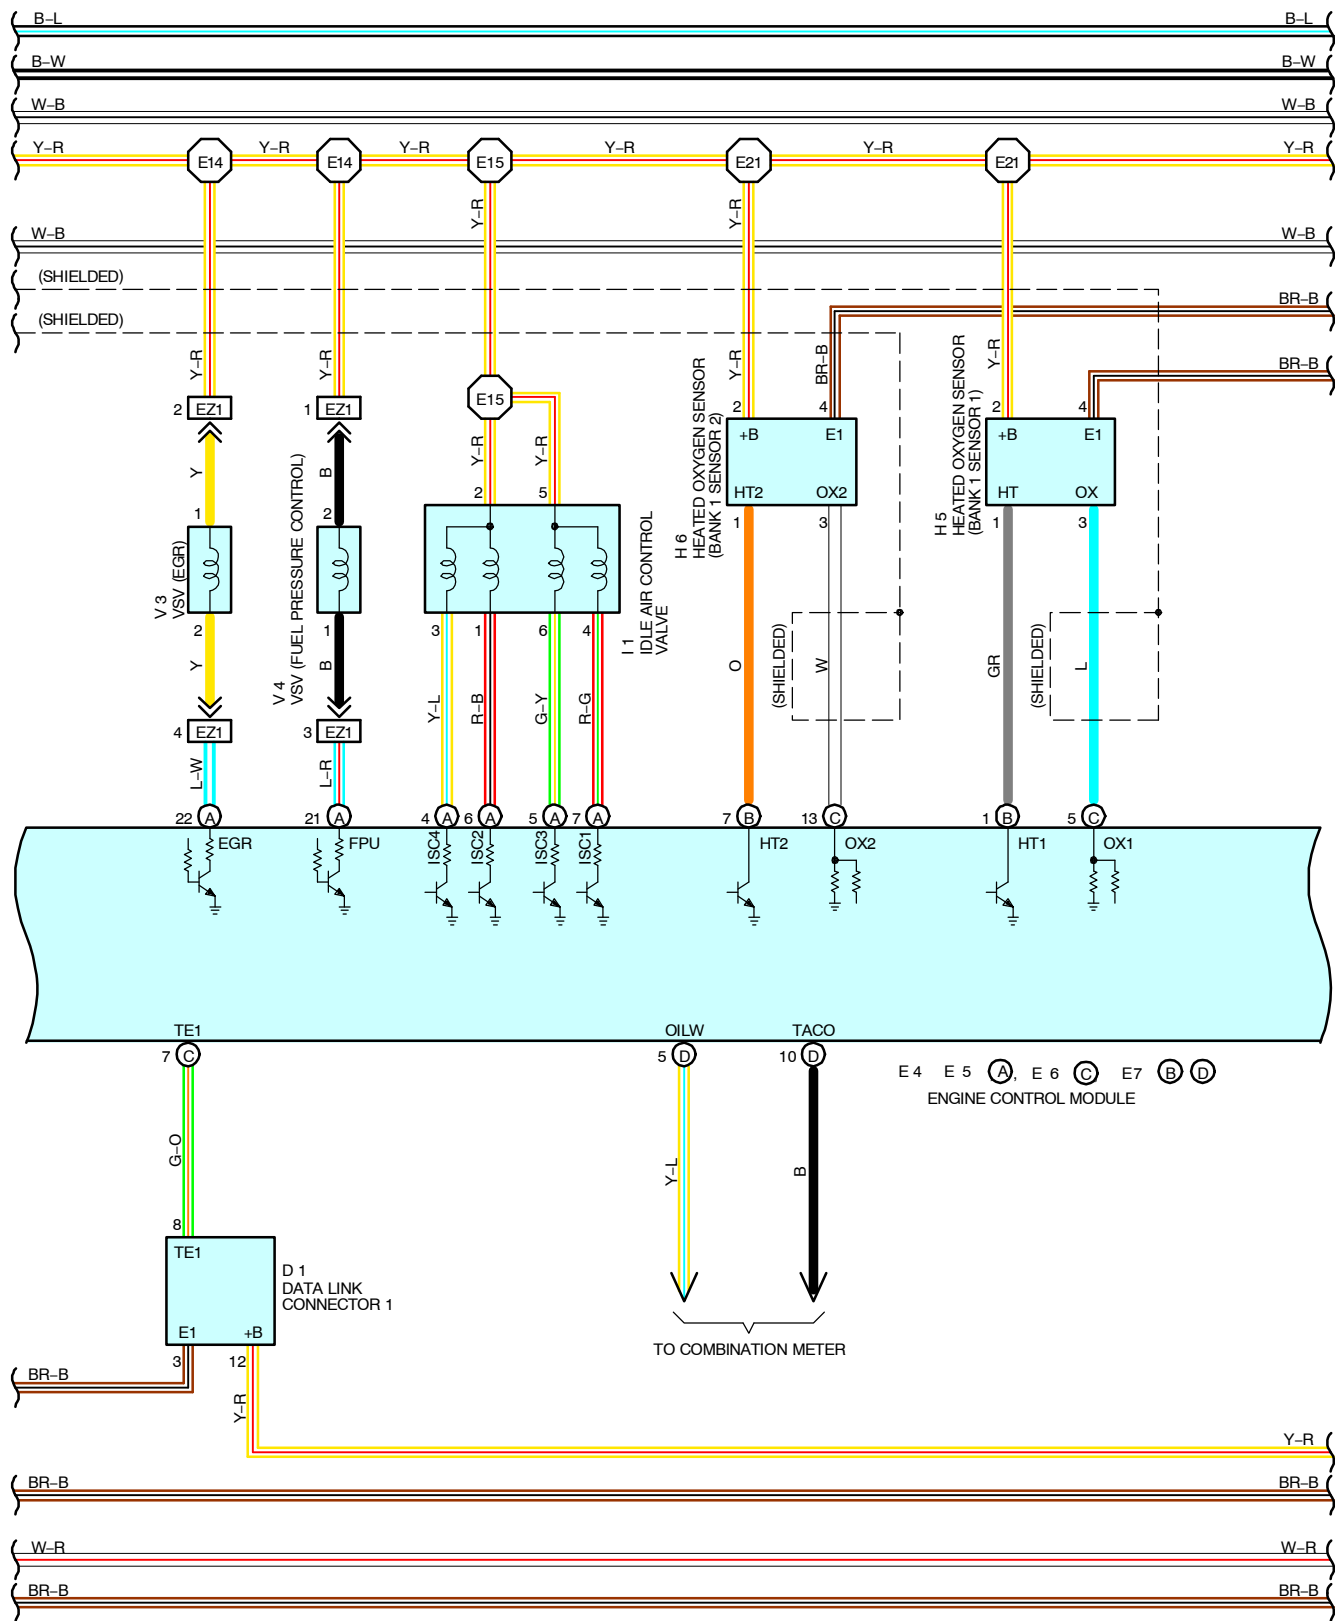 B–L B–L
B–W B–W
W–B W–B
Y–R Y–R Y–R Y–R Y–R Y–R
E14 E14 E15 E21 E21
Y–R Y–R
W–B W–B
(SHIELDED)
BR–B
(SHIELDED)
Y–R Y–R Y–R BR–B Y–R
BR–B
2 EZ1 1 EZ1 E15 2 4 2 4
+B E1 +B E1
Y B Y–R Y–R
HEATED OXYGEN SENSOR
(BANK 1 SENSOR 2)
H 6
HEATED OXYGEN SENSOR
(BANK 1 SENSOR 1)
H 5
2 5 HT2 OX2 HT OX
1 2 1 3 1 3
V 3
VSV (EGR)
V 4
VSV (FUEL PRESSURE CONTROL)
I 1
IDLE AIR CONTROL
VALVE
2 1 3 1 6 4
Y B Y–L R–B G–Y R–G O (SHIELDED) W GR (SHIELDED) L
4 EZ1 3 EZ1
L–W L–R
22 A 21 A 4 A 6 A 5 A 7 A 7 B 13 C 1 B 5 C
EGR FPU ISC4 ISC2 ISC3 ISC1 HT2 OX2 HT1 OX1
TE1 OILW TACO
7 C 5 D 10 D
E 4 E 5 A, E 6 C E7 B D
ENGINE CONTROL MODULE
G–O Y–L B
8
TE1
D 1
DATA LINK
CONNECTOR 1
E1 +B
TO COMBINATION METER
3 12
BR–B
Y–R
Y–R
BR–B BR–B
W–R W–R
BR–B BR–B